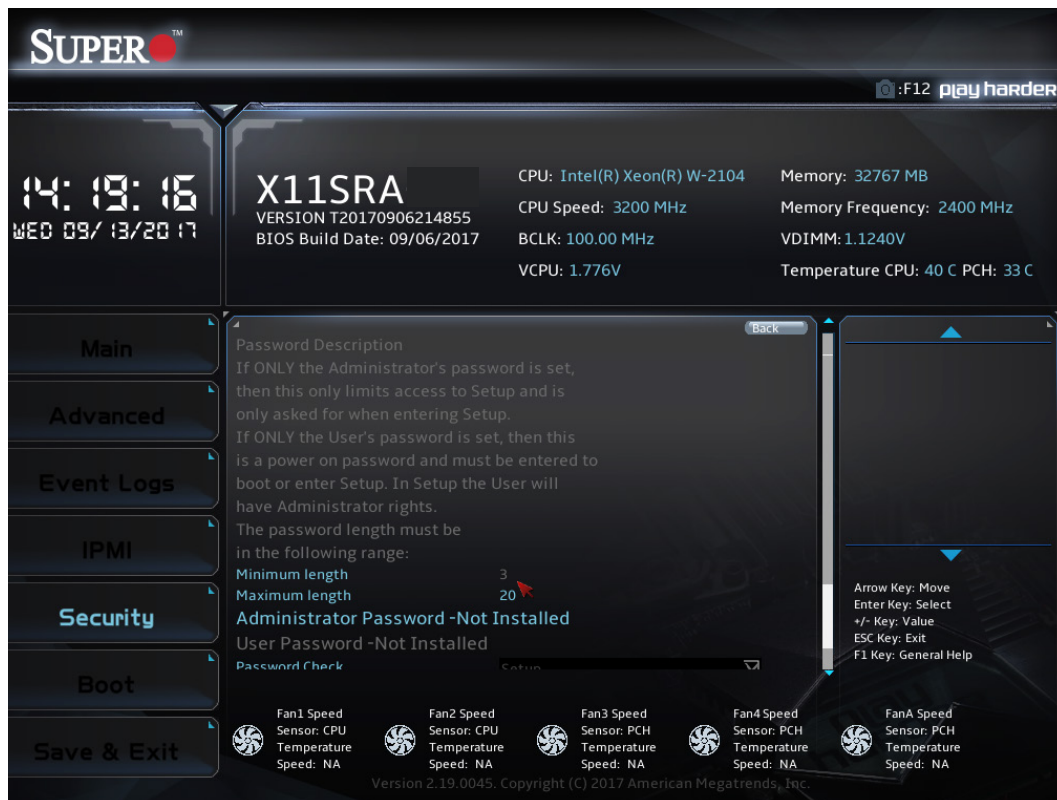 SUPER TM
:F12 play harder
14: 19: 16
WED 09/ 13/20 17
X11SRA
VERSION T20170906214855
BIOS Build Date: 09/06/2017
CPU: Intel(R) Xeon(R) W-2104
CPU Speed: 3200 MHz
BCLK: 100.00 MHz
VCPU: 1.776V
Memory: 32767 MB
Memory Frequency: 2400 MHz
VDIMM: 1.1240V
Temperature CPU: 40 C PCH: 33 C
Main
Advanced
Event Logs
IPMI
Security
Boot
Save & Exit
Back
Password Description
If ONLY the Administrator's password is set,
then this only limits access to Setup and is
only asked for when entering Setup.
If ONLY the User's password is set, then this
is a power on password and must be entered to
boot or enter Setup. In Setup the User will
have Administrator rights.
The password length must be
in the following range:
Minimum length 3
Maximum length 20
Administrator Password -Not Installed
User Password -Not Installed
Password Check Setup
Arrow Key: Move
Enter Key: Select
+/- Key: Value
ESC Key: Exit
F1 Key: General Help
Fan1 Speed
Sensor: CPU
Temperature
Speed: NA
Fan2 Speed
Sensor: CPU
Temperature
Speed: NA
Fan3 Speed
Sensor: PCH
Temperature
Speed: NA
Fan4 Speed
Sensor: PCH
Temperature
Speed: NA
FanA Speed
Sensor: PCH
Temperature
Speed: NA
Version 2.19.0045. Copyright (C) 2017 American Megatrends, Inc.